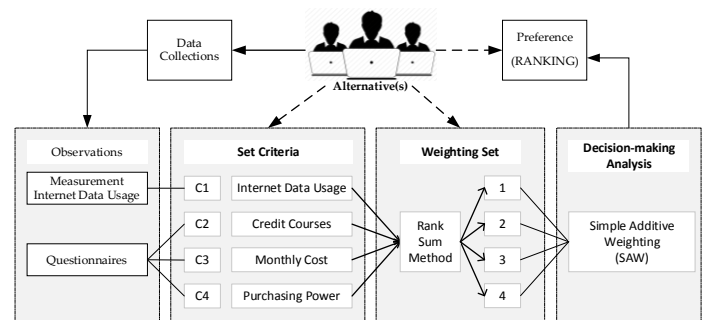 Data
Collections
Alternative(s)
Preference
(RANKING)
Observations
Measurement
Internet Data Usage
Questionnaires
Set Criteria
C1
Internet Data Usage
C2
Credit Courses
C3
Monthly Cost
C4
Purchasing Power
Weighting Set
Rank
Sum
Method
1
2
3
4
Decision-making
Analysis
Simple Additive
Weighting
(SAW)